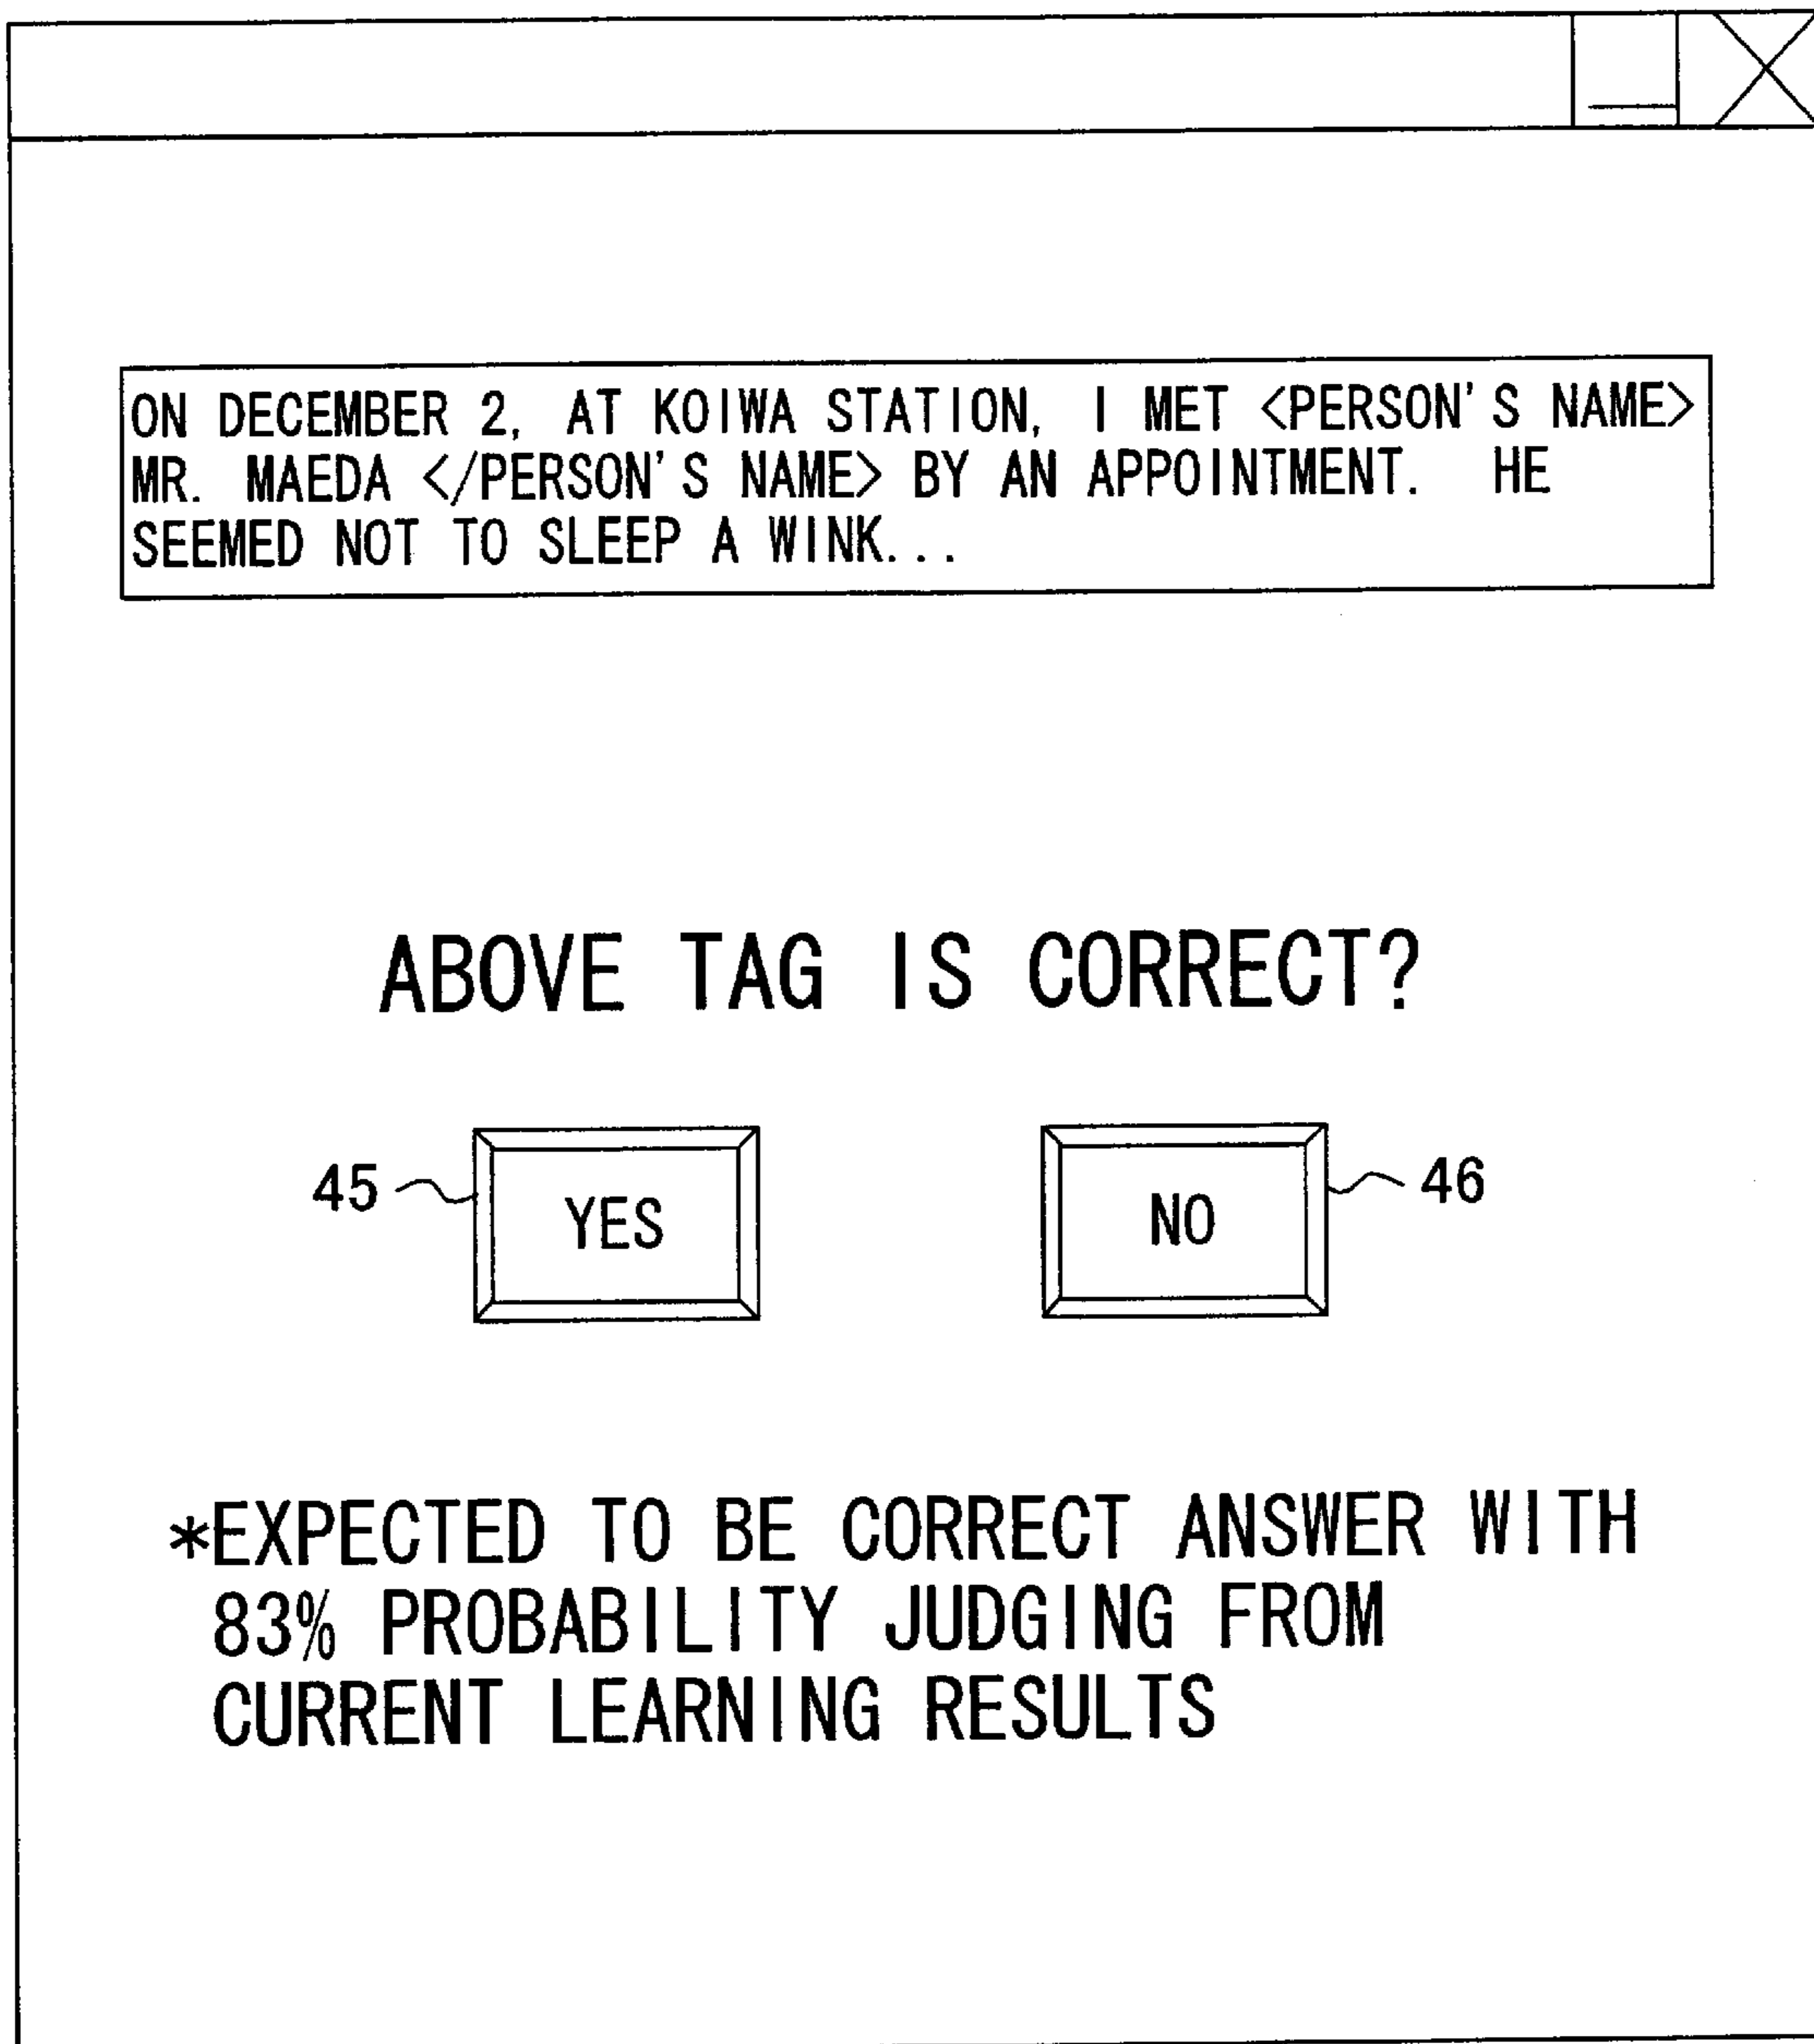 ON DECEMBER 2, AT KOIWA STATION, I MET <PERSON'S NAME>
MR. MAEDA </PERSON'S NAME> BY AN APPOINTMENT. HE
SEEMED NOT TO SLEEP A WINK...
ABOVE TAG IS CORRECT?
45 YES NO 46
*EXPECTED TO BE CORRECT ANSWER WITH
83% PROBABILITY JUDGING FROM
CURRENT LEARNING RESULTS